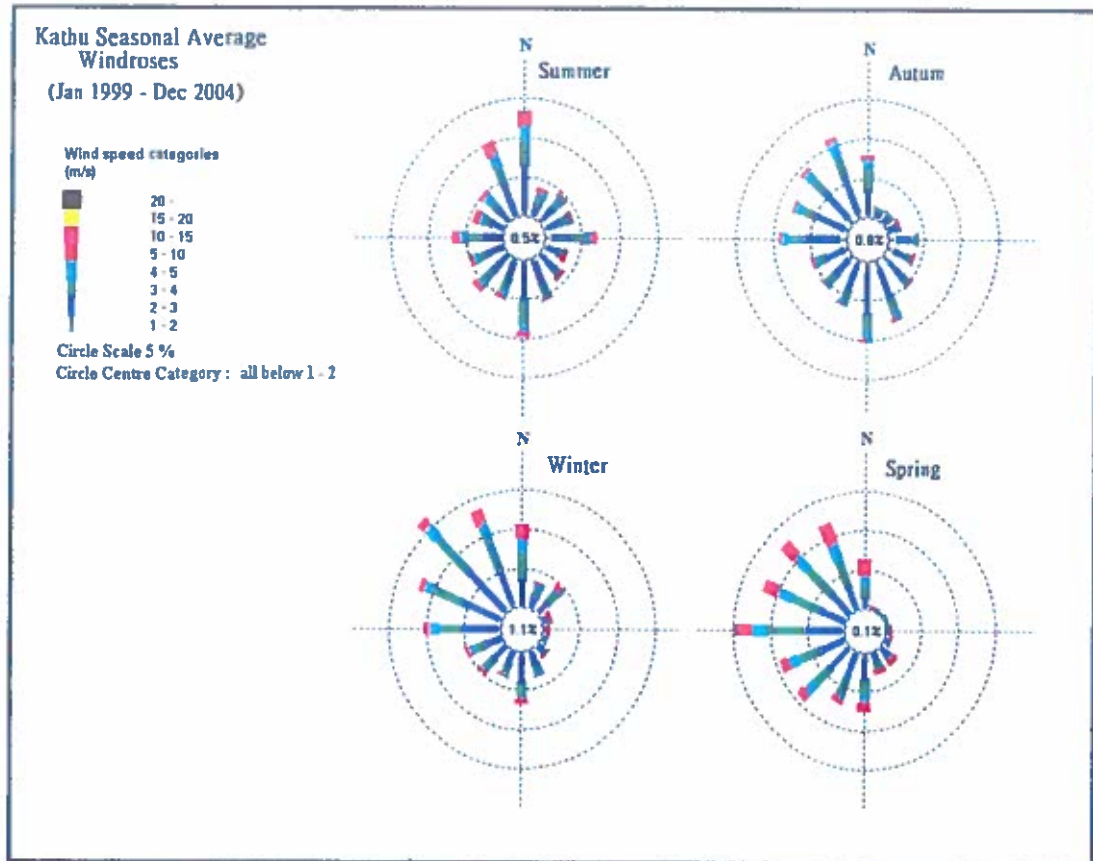 Kathu Seasonal Average
Windroses
(Jan 1999 - Dec 2004)
Wind speed categories
(m/s)
20 -
15 - 20
10 - 15
5 - 10
4 - 5
3 - 4
2 - 3
1 - 2
Circle Scale 5 %
Circle Centre Category : all below 1 - 2
N
Summer
0.5%
N
Autum
0.8%
N
Winter
1.1%
N
Spring
0.1%